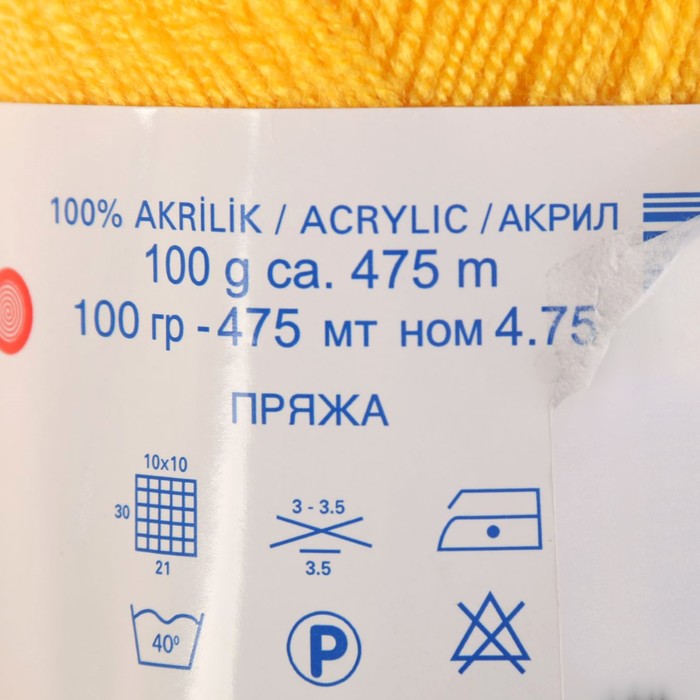 100% AKRİLİK / ACRYLIC / АКРИЛ
100 g ca. 475 m
100 гр - 475 мт ном 4.75
ПРЯЖА
10x10
30
21
3 - 3.5
3.5
40º
P